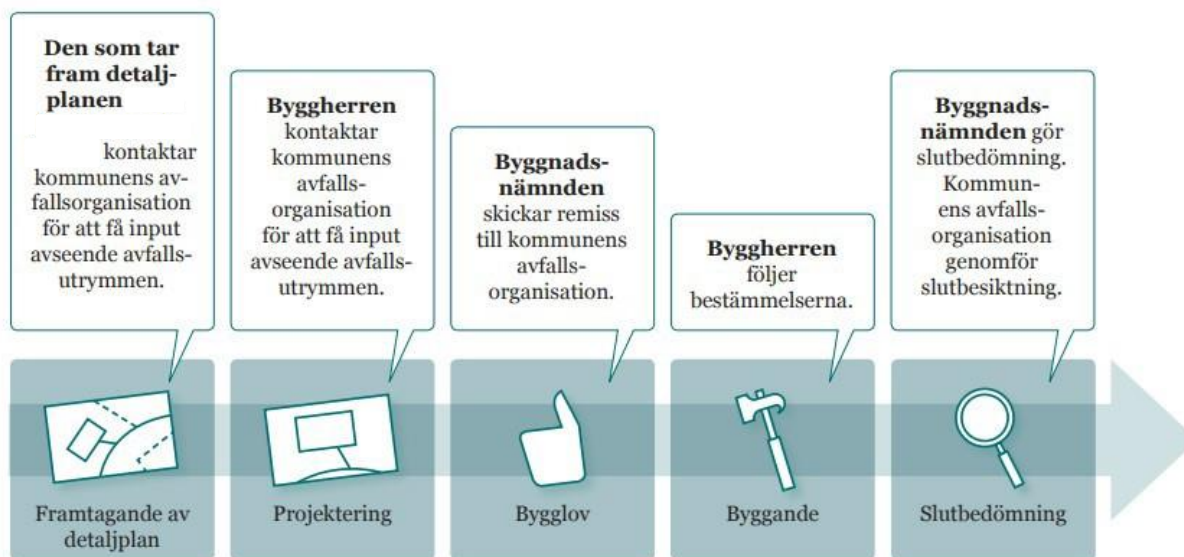 Den som tar
fram detalj-
planen
kontaktar
kommunens av-
fallsorganisation
för att få input
avseende avfalls-
utrymmen.
Byggherren
kontaktar
kommunens
avfalls-
organisation
för att få input
avseende avfalls-
utrymmen.
Byggnads-
nämnden
skickar remiss
till kommunens
avfalls-
organisation.
Byggherren
följer
bestämmelserna.
Byggnads-
nämnden gör
slutbedömning.
Kommun-
ens avfalls-
organisation
genomför
slutbesiktning.
Framtagande av
detaljplan
Projektering
Bygglov
Byggande
Slutbedömning